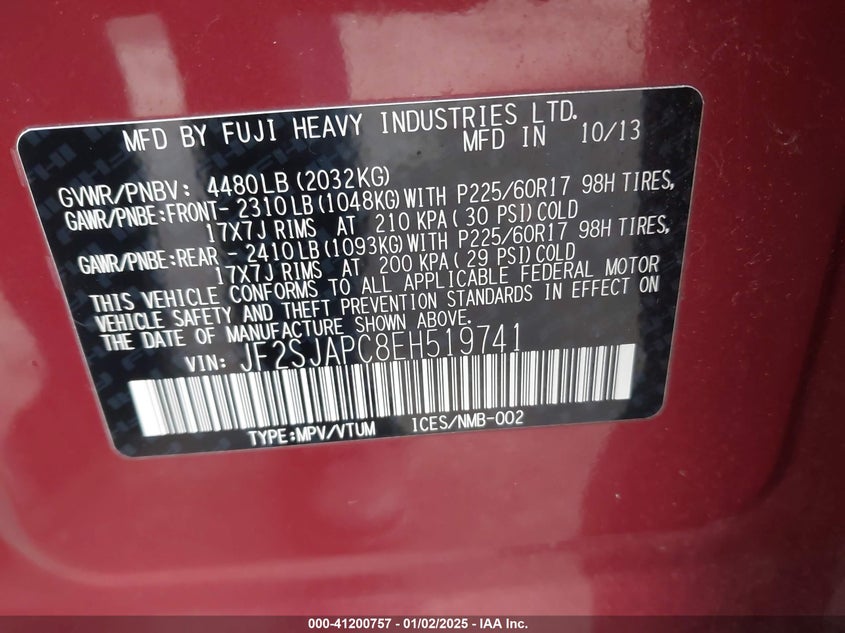 MFD BY FUJI HEAVY INDUSTRIES LTD.
MFD IN 10/13
GVWR/PNBV: 4480LB(2032KG)
GAWR/PNBE:FRONT- 2310LB(1048KG)WITH P225/60R17 98H TIRES,
17X7J RIMS AT 210 KPA(30 PSI)COLD
GAWR/PNBE:REAR - 2410LB(1093KG)WITH P225/60R17 98H TIRES,
17X7J RIMS AT 200 KPA(29 PSI)COLD
THIS VEHICLE CONFORMS TO ALL APPLICABLE FEDERAL MOTOR
VEHICLE SAFETY AND THEFT PREVENTION STANDARDS IN EFFECT ON
THE DATE OF MANUFACTURE SHOWN ABOVE.
VIN: JF2SJAPC8EH519741
TYPE:MPV/VTUM ICES/NMB-002
000-41200757 - 01/02/2025 - IAA Inc.